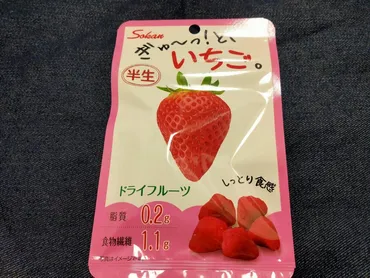 Sokan
ぎゅ〜っ!と、
いちご。
半生
しっとり食感
ドライフルーツ
脂質 0.2g
食物繊維 1.1g